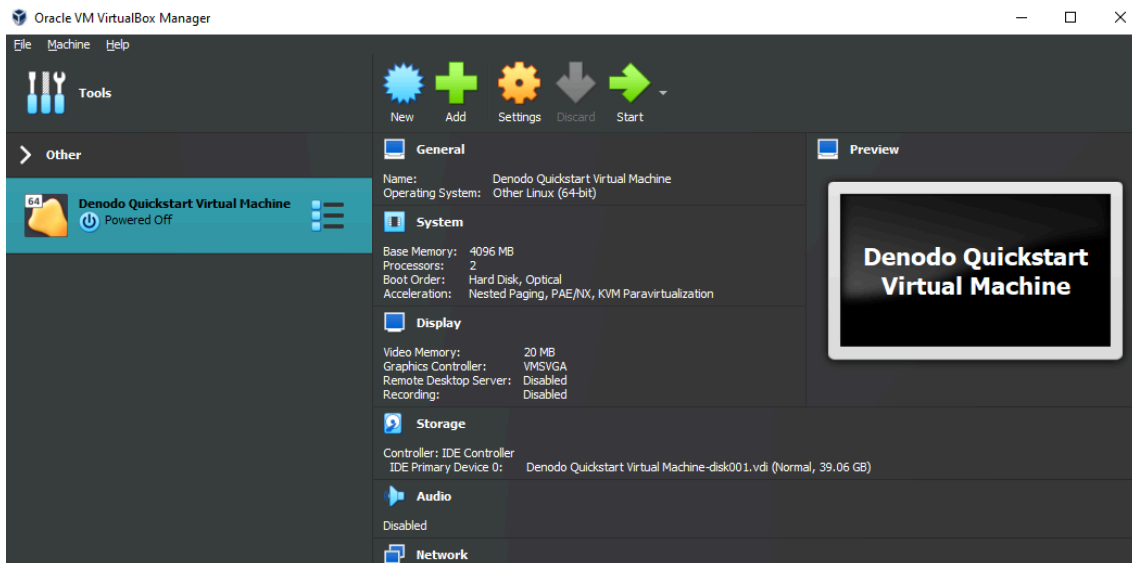 Oracle VM VirtualBox Manager
File Machine Help
Tools
New Add Settings Discard Start
Other
64
Denodo Quickstart Virtual Machine
Powered Off
General
Name: Denodo Quickstart Virtual Machine
Operating System: Other Linux (64-bit)
System
Base Memory: 4096 MB
Processors: 2
Boot Order: Hard Disk, Optical
Acceleration: Nested Paging, PAE/NX, KVM Paravirtualization
Display
Video Memory: 20 MB
Graphics Controller: VMSVGA
Remote Desktop Server: Disabled
Recording: Disabled
Storage
Controller: IDE Controller
IDE Primary Device 0: Denodo Quickstart Virtual Machine-disk001.vdi (Normal, 39.06 GB)
Audio
Disabled
Network
Preview
Denodo Quickstart
Virtual Machine